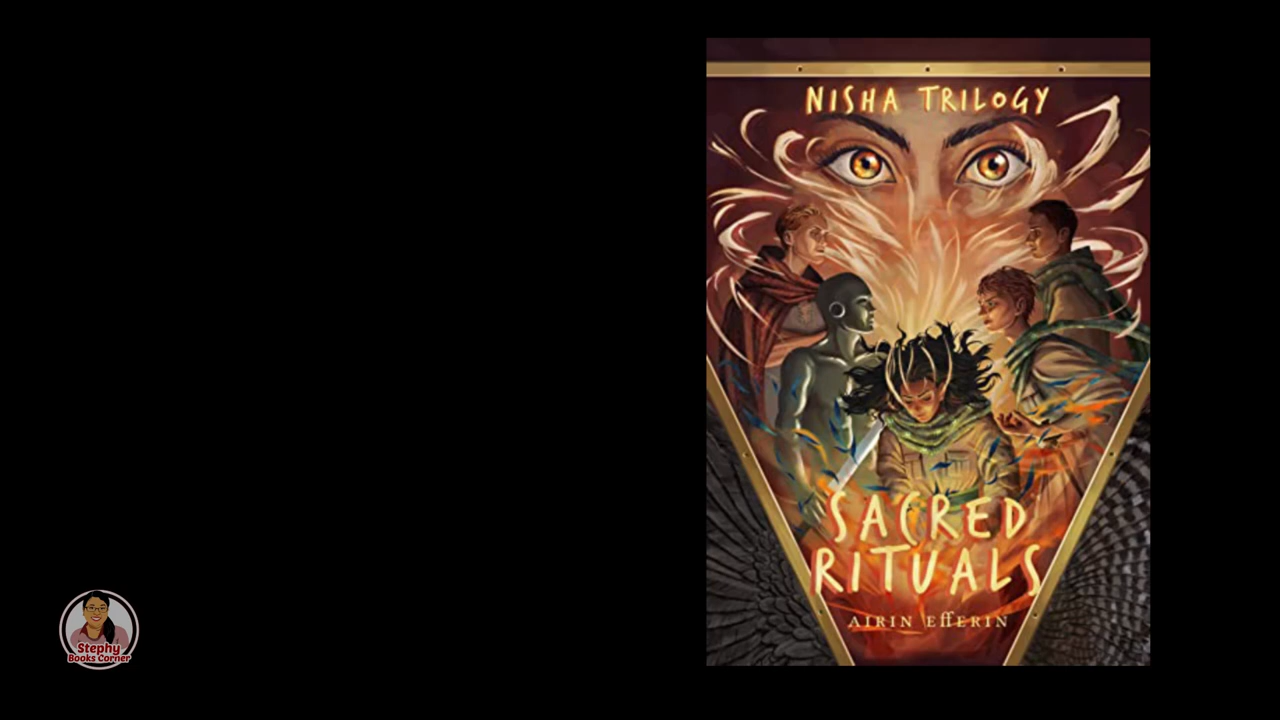 NISHA TRILOGY
SACRED
RITUALS
AIRIN EffERIN
Stephy
Books Corner